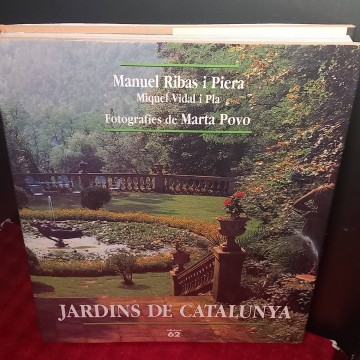 Manuel Ribas i Piera
Miquel Vidal i Pla
Fotografies de Marta Povo
JARDINS DE CATALUNYA
62